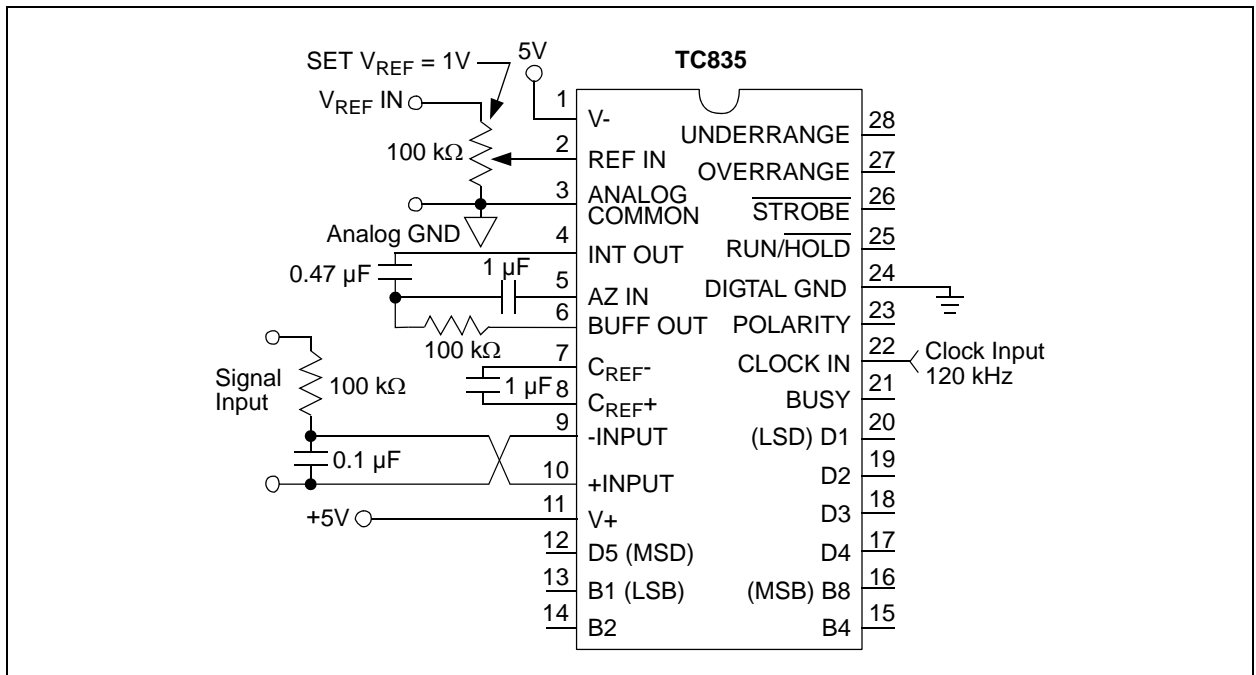 TC835
5V
SET VREF = 1V
VREF IN
100 kΩ
Analog GND
0.47 µF
1 µF
100 kΩ
Signal
Input
100 kΩ
1 µF
0.1 µF
+5V
1
V-
2
REF IN
3
ANALOG
COMMON
4
INT OUT
5
AZ IN
6
BUFF OUT
7
CREF-
8
CREF+
9
-INPUT
10
+INPUT
11
V+
12
D5 (MSD)
13
B1 (LSB)
14
B2
UNDERRANGE
28
OVERRANGE
27
STROBE
26
RUN/HOLD
25
DIGTAL GND
24
POLARITY
23
CLOCK IN
22
Clock Input
120 kHz
BUSY
21
(LSD) D1
20
D2
19
D3
18
D4
17
(MSB) B8
16
B4
15